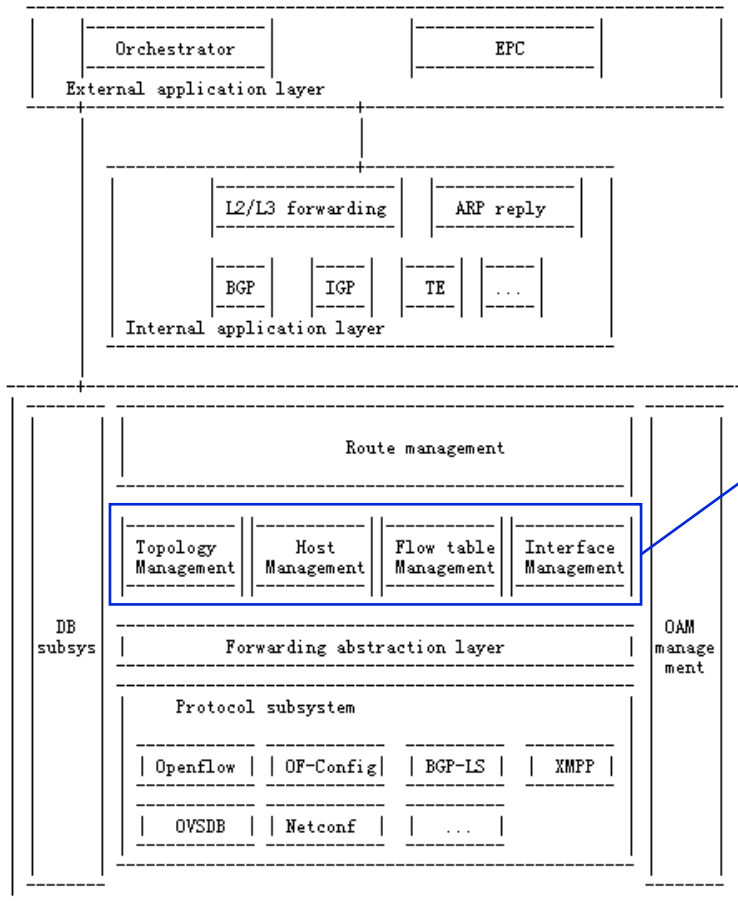 Orchestrator EPC
External application layer
L2/L3 forwarding ARP reply
BGP IGP TE ...
Internal application layer
Route management
Topology Host Flow table Interface
Management Management Management Management
DB OAM
subsys Forwarding abstraction layer manage
ment
Protocol subsystem
Openflow OF-Config BGP-LS XMPP
OVSDB Netconf ...